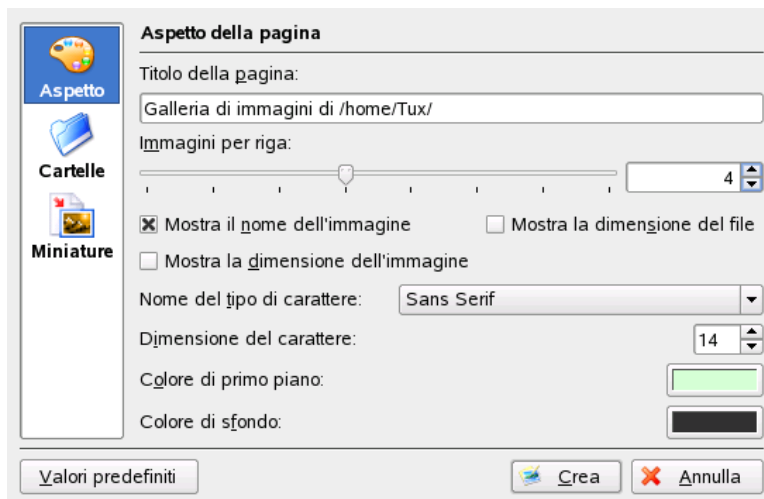 Aspetto
Cartelle
Miniature
Aspetto della pagina
Titolo della pagina:
Galleria di immagini di /home/Tux/
Immagini per riga:
4
Mostra il nome dell'immagine
Mostra la dimensione del file
Mostra la dimensione dell'immagine
Nome del tipo di carattere:
Sans Serif
Dimensione del carattere:
14
Colore di primo piano:
Colore di sfondo:
Valori predefiniti
Crea
Annulla